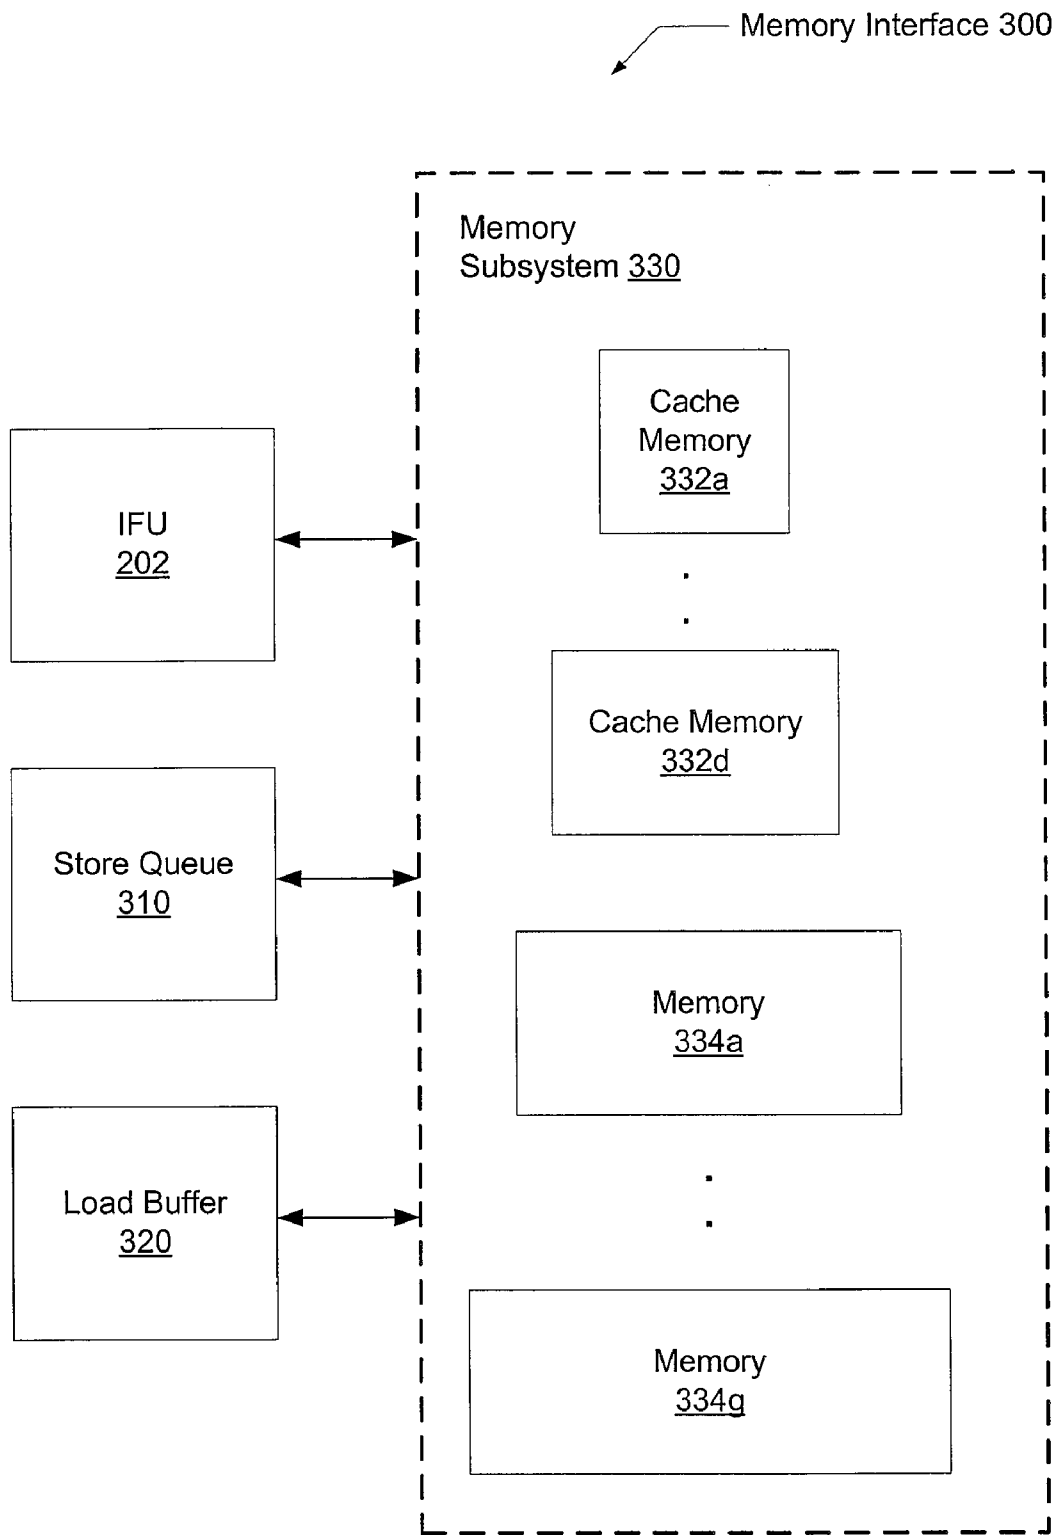 Memory Interface 300
Memory
Subsystem 330
Cache
Memory
332a
IFU
202
Cache Memory
332d
Store Queue
310
Memory
334a
Load Buffer
320
Memory
334g